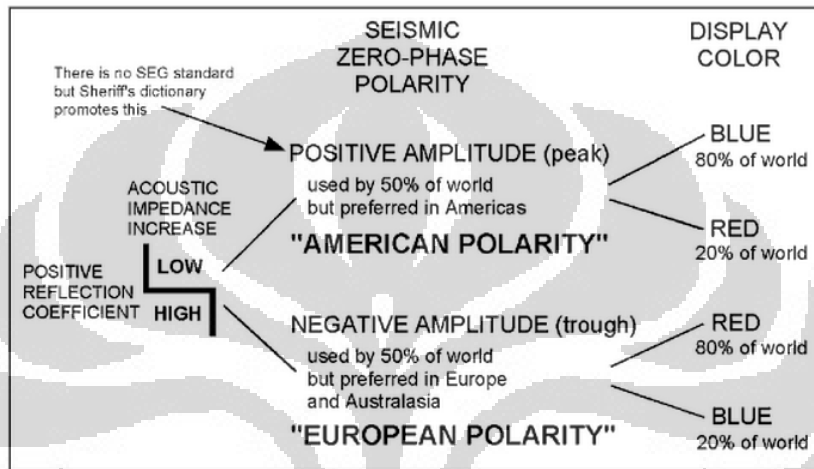 SEISMIC
ZERO-PHASE
POLARITY
DISPLAY
COLOR
There is no SEG standard
but Sheriff's dictionary
promotes this
POSITIVE AMPLITUDE (peak)
used by 50% of world
but preferred in Americas
"AMERICAN POLARITY"
BLUE
80% of world
RED
20% of world
ACOUSTIC
IMPEDANCE
INCREASE
POSITIVE
REFLECTION
COEFFICIENT
LOW
HIGH
NEGATIVE AMPLITUDE (trough)
used by 50% of world
but preferred in Europe
and Australasia
"EUROPEAN POLARITY"
RED
80% of world
BLUE
20% of world